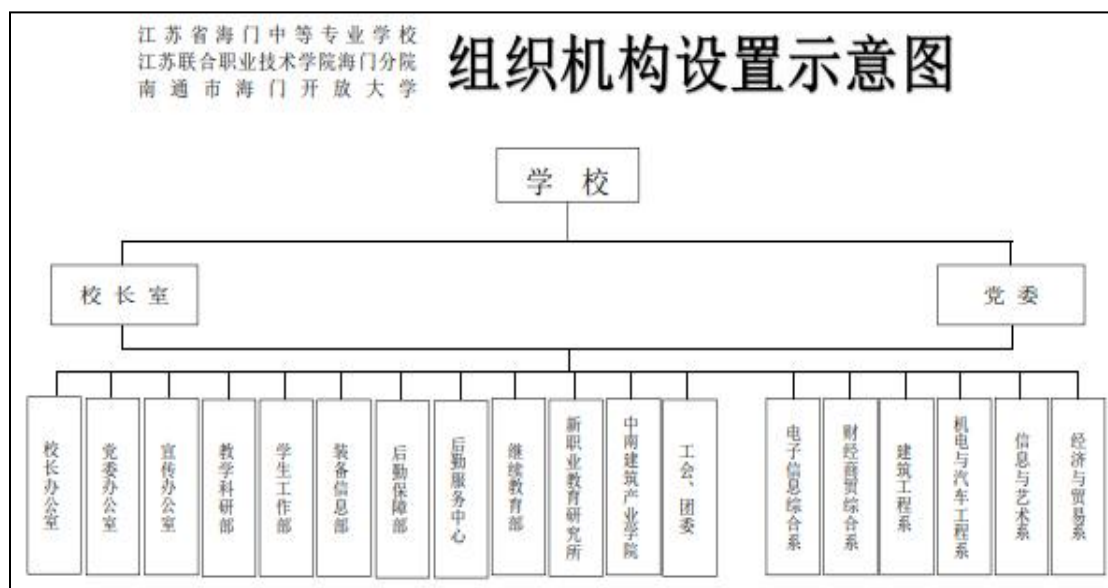 江苏省海门中等专业学校
江苏联合职业技术学院海门分院
南通市海门开放大学
组织机构设置示意图
学校
校长室
党委
校长办公室
党委办公室
宣传办公室
教学科研部
学生工作部
装备信息部
后勤保障部
后勤服务中心
继续教育部
新职业教育研究所
中南建筑产业学院
工会、团委
电子信息综合系
财经商贸综合系
建筑工程系
机电与汽车工程系
信息与艺术系
经济与贸易系